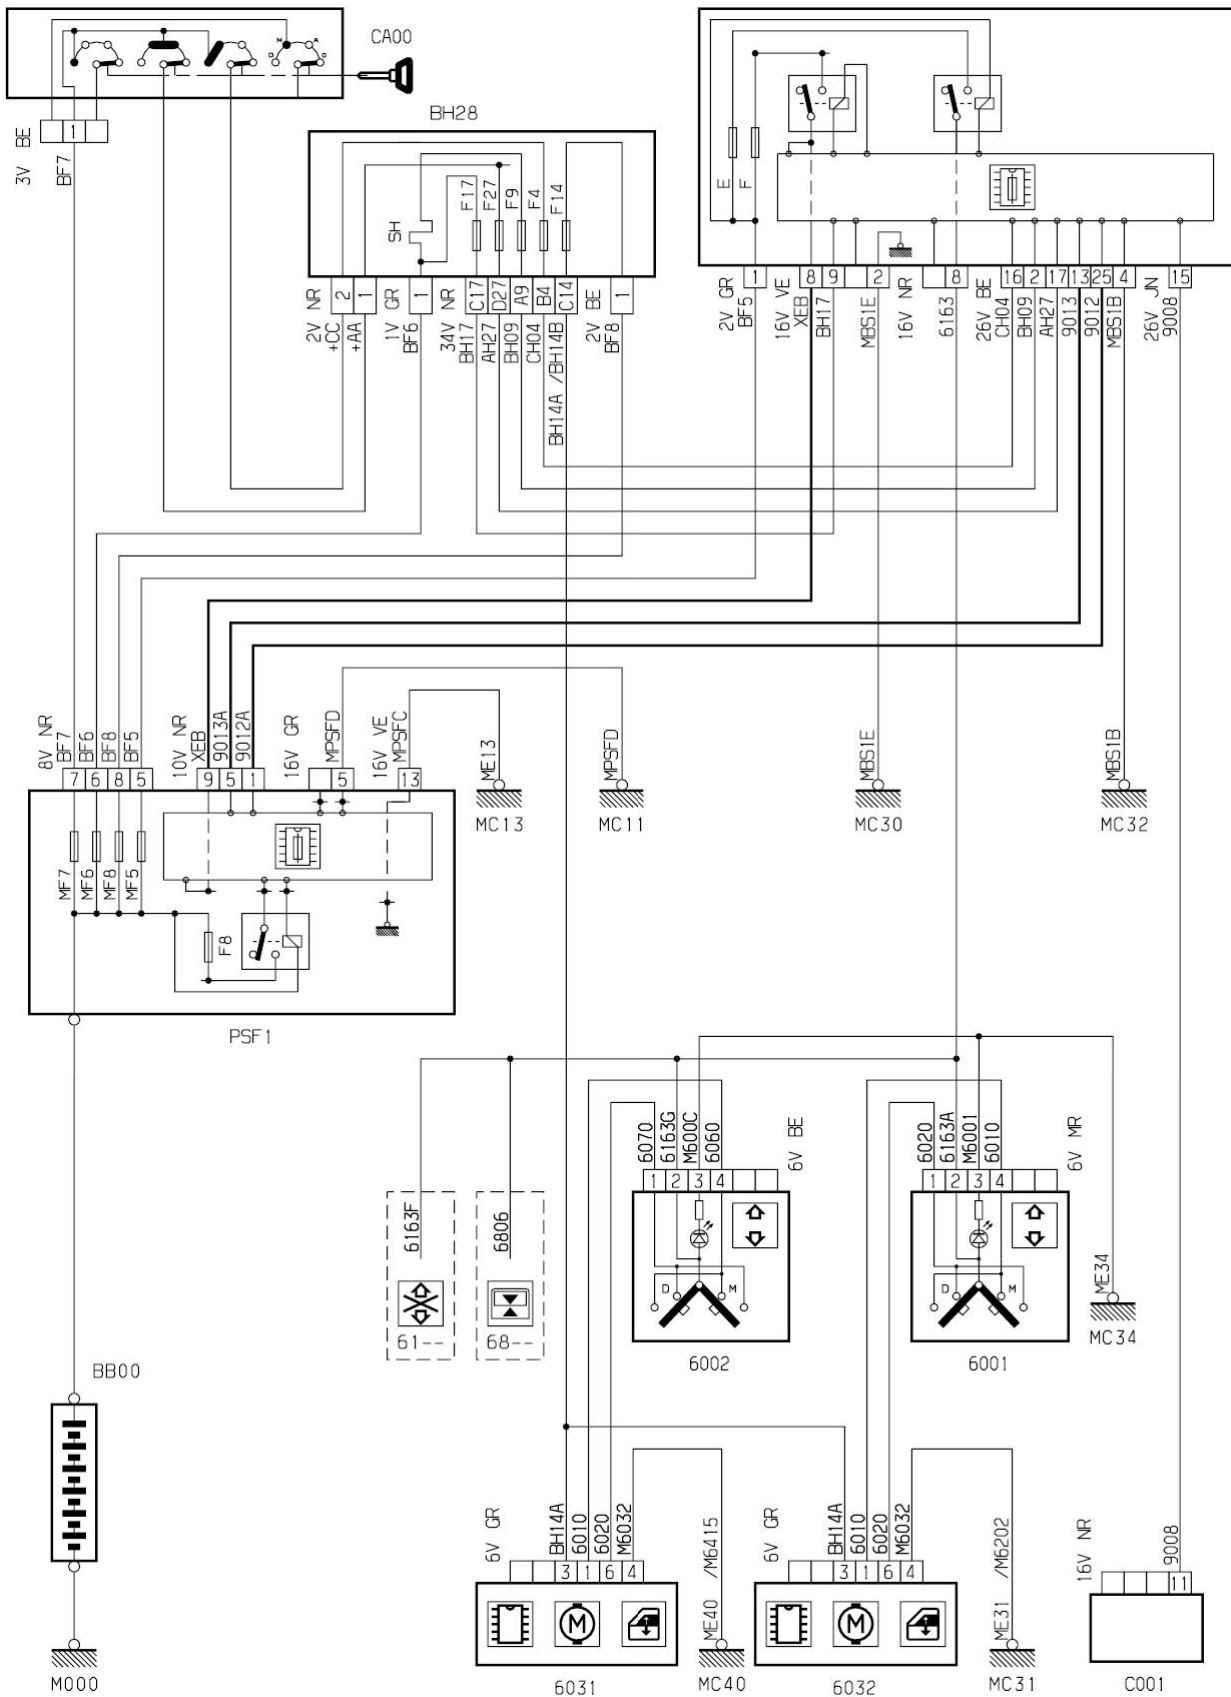 CA00
M
A
D
D
1
3V BE
BF7
BH28
SH
F17
F27
F9
F4
F14
2
1
1
C17
D27
A9
B4
C14
1
2V NR
+CC
+AA
1V GR
BF6
34V NR
BH17
AH27
BH09
CH04
BH14A /BH14B
2V BE
BF8
E
F
1
8
9
2
8
16
2
17
13
25
4
15
2V GR
BF5
16V VE
XEB
BH17
MBS1E
16V NR
6163
26V BE
CH04
BH09
AH27
9013
9012
MBS1B
26V JN
9008
8V NR
BF7
BF6
BF8
BF5
10V NR
XEB
9013A
9012A
16V GR
MPSFD
16V VE
MPSFC
7
6
8
5
9
5
1
5
13
ME13
MC13
MPSFD
MC11
MBS1E
MC30
MBS1B
MC32
MF7
MF6
MF8
MF5
F8
PSF1
6163F
61--
6806
68--
6070
6163G
M600C
6060
6V BE
1
2
3
4
D
M
6002
6020
6163A
M6001
6010
6V MR
1
2
3
4
D
M
6001
ME34
MC34
BB00
M000
6V GR
BH14A
6010
6020
M6032
3
1
6
4
M
6031
ME40 /M6415
MC40
6V GR
BH14A
6010
6020
M6032
3
1
6
4
M
6032
ME31 /M6202
MC31
16V NR
9008
11
C001